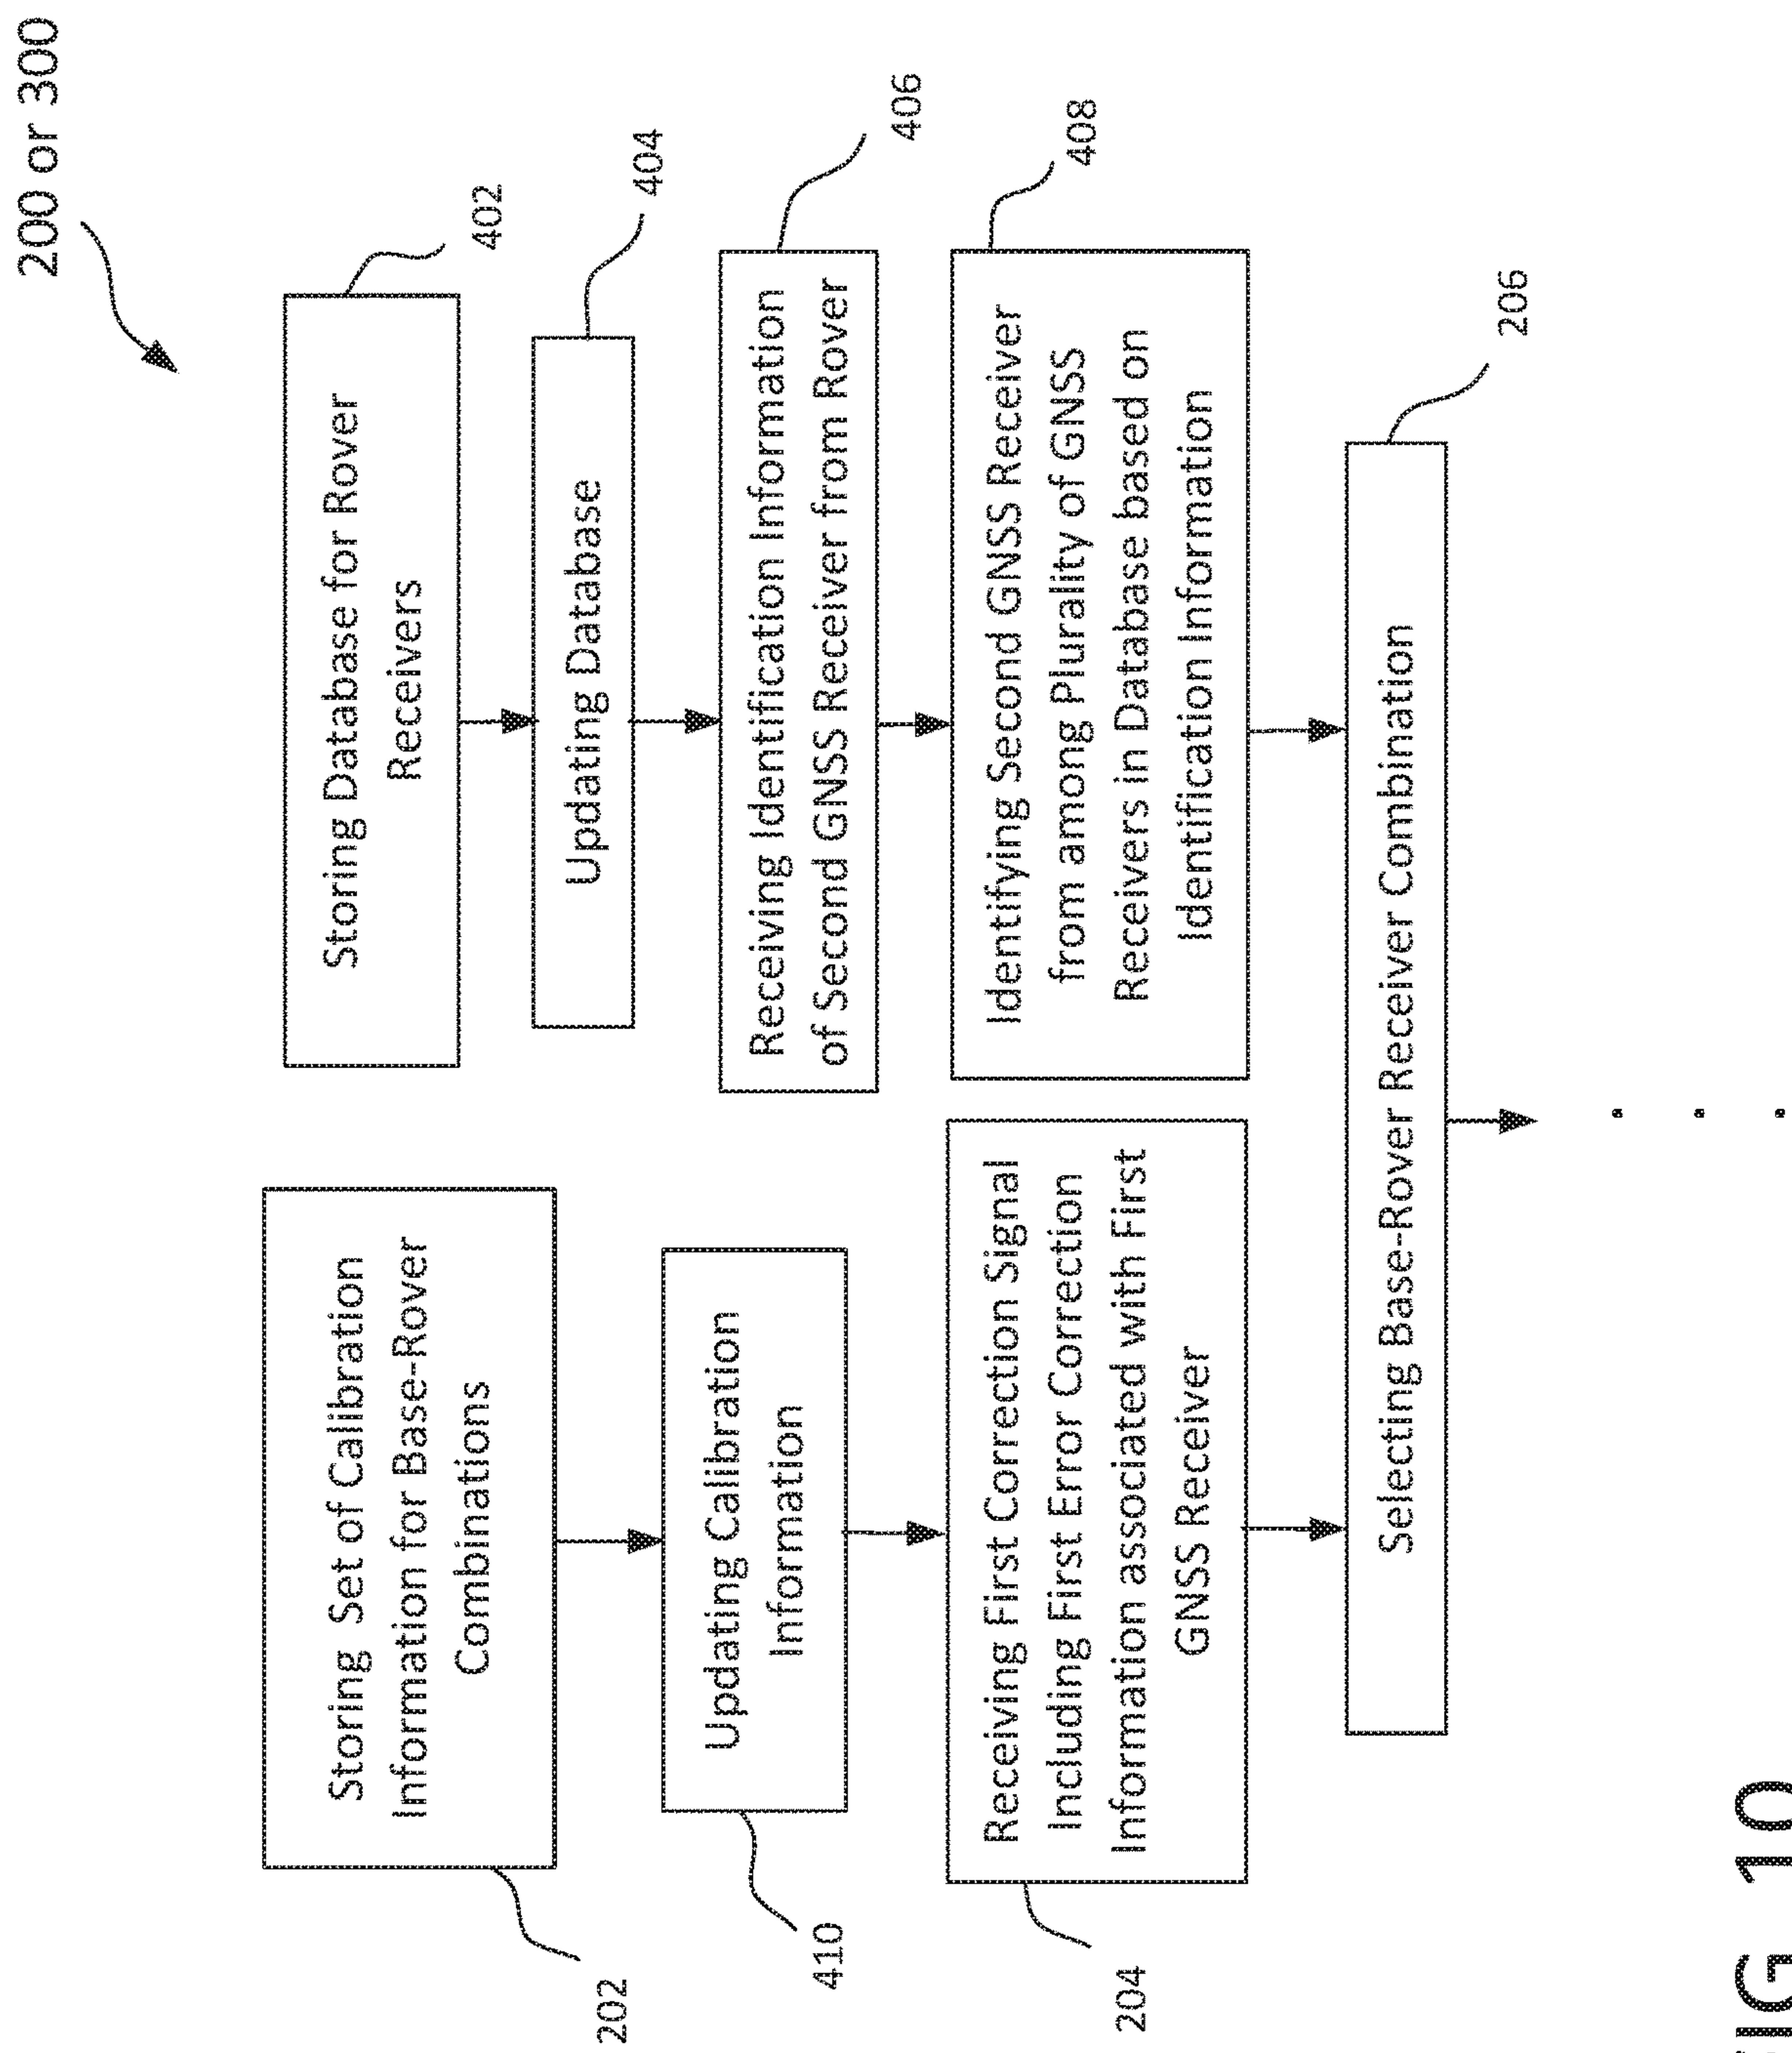 200 or 300
Storing Set of Calibration
Information for Base-Rover
Combinations
202
Updating Calibration
Information
410
Receiving First Correction Signal
Including First Error Correction
Information associated with First
GNSS Receiver
204
Storing Database for Rover
Receivers
402
Updating Database
404
Receiving Identification Information
of Second GNSS Receiver from Rover
406
Identifying Second GNSS Receiver
from among Plurality of GNSS
Receivers in Database based on
Identification Information
408
Selecting Base-Rover Receiver Combination
206
. . .
IG 10